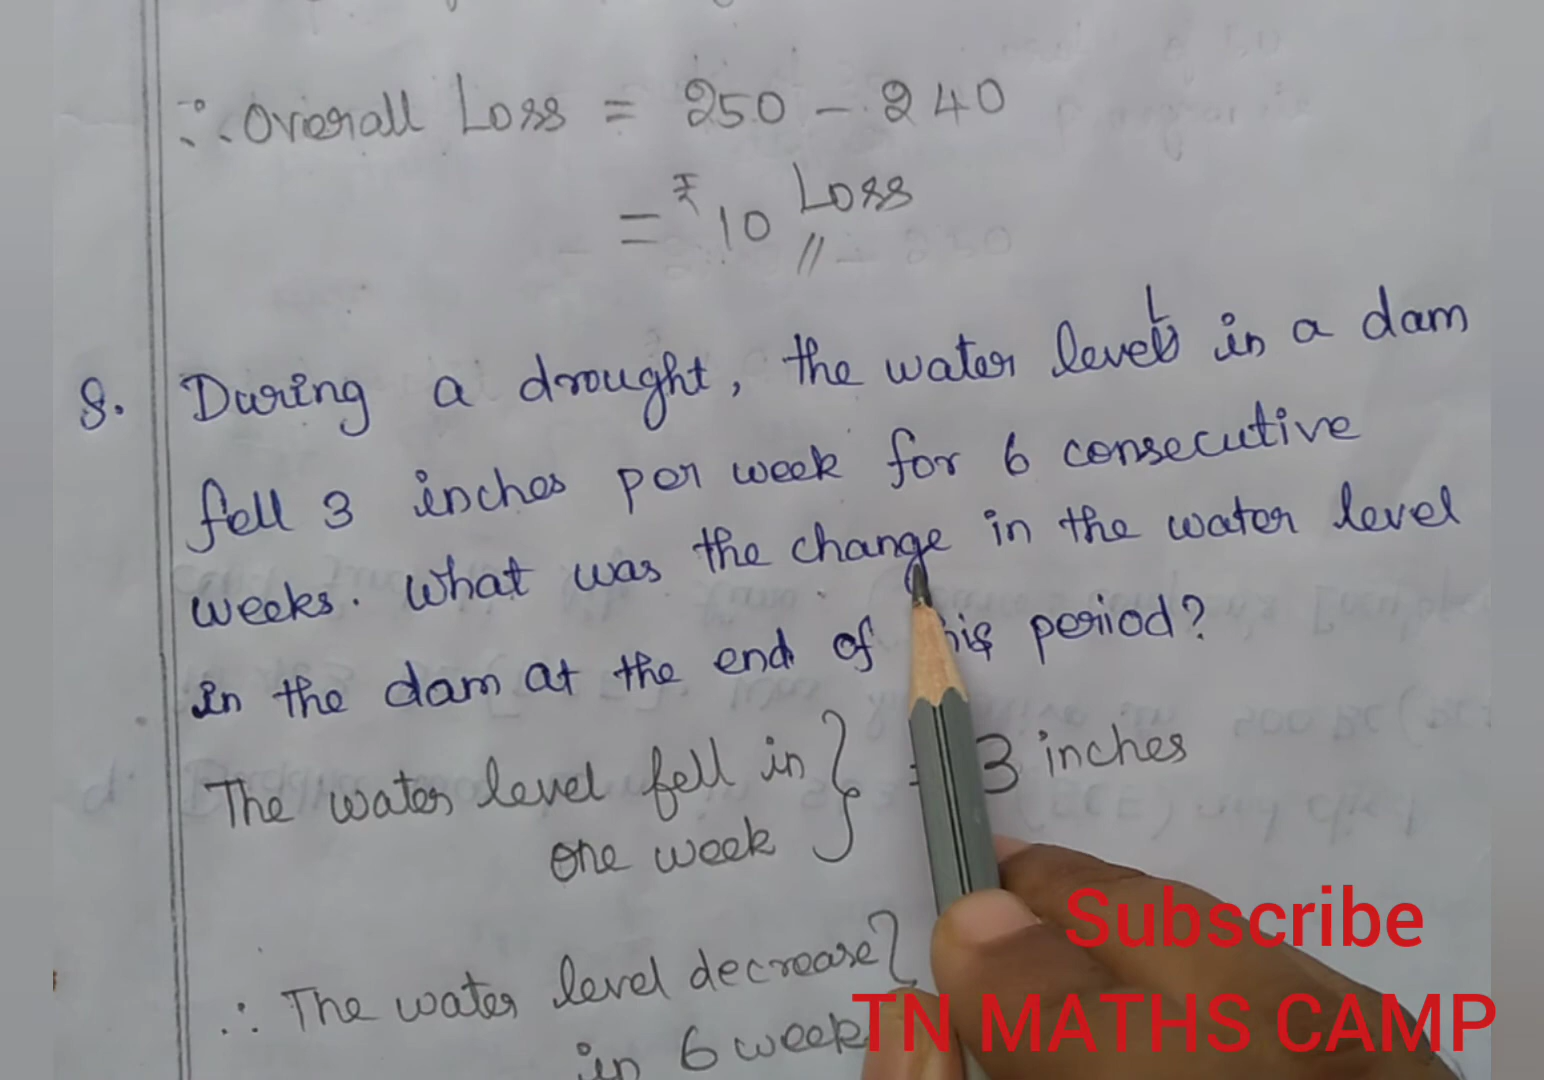 ∴ Overall Loss = 250 - 240
= ₹ 10 Loss //
8. During a drought, the water level in a dam
fell 3 inches per week for 6 consecutive
weeks. What was the change in the water level
in the dam at the end of period?
The water level fell in } = 3 inches
one week
∴ The water level decrease }
in 6 week
Subscribe
TN MATHS CAMP